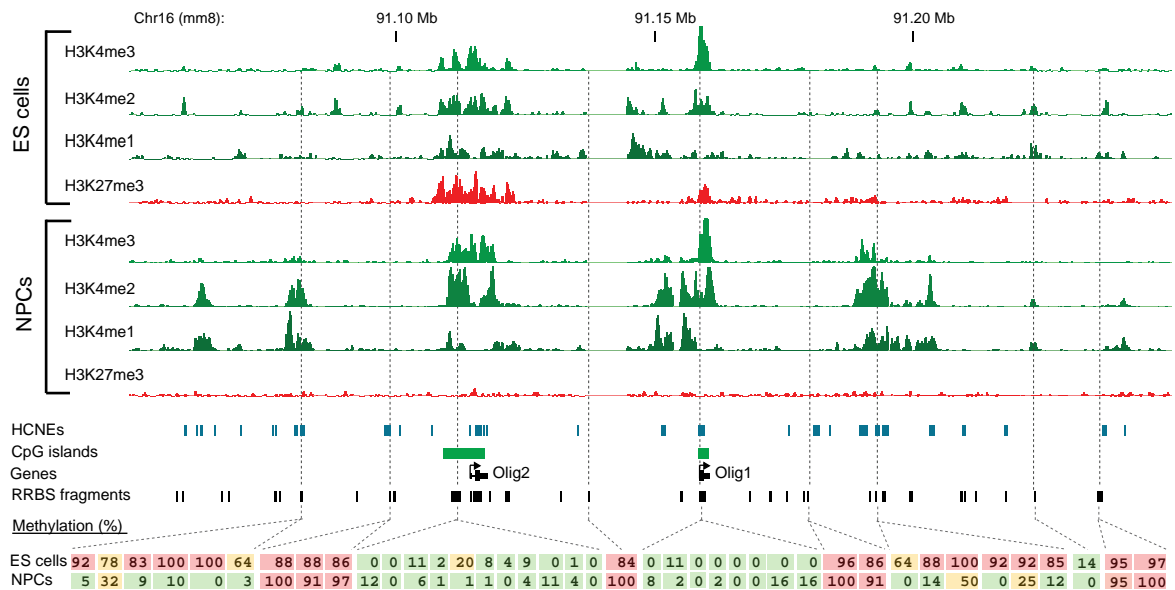 Chr16 (mm8): 91.10 Mb 91.15 Mb 91.20 Mb
ES cells
H3K4me3
H3K4me2
H3K4me1
H3K27me3
NPCs
H3K4me3
H3K4me2
H3K4me1
H3K27me3
HCNEs
CpG islands
Genes Olig2 Olig1
RRBS fragments
Methylation (%)
ES cells 92 78 83 100 100 64 88 88 86 0 0 11 2 20 8 4 9 0 1 0 84 0 11 0 0 0 0 0 0 96 86 64 88 100 92 92 85 14 95 97
NPCs 5 32 9 10 0 3 100 91 97 12 0 6 1 1 1 0 4 11 4 0 100 8 2 0 2 0 0 16 16 100 91 0 14 50 0 25 12 0 95 100